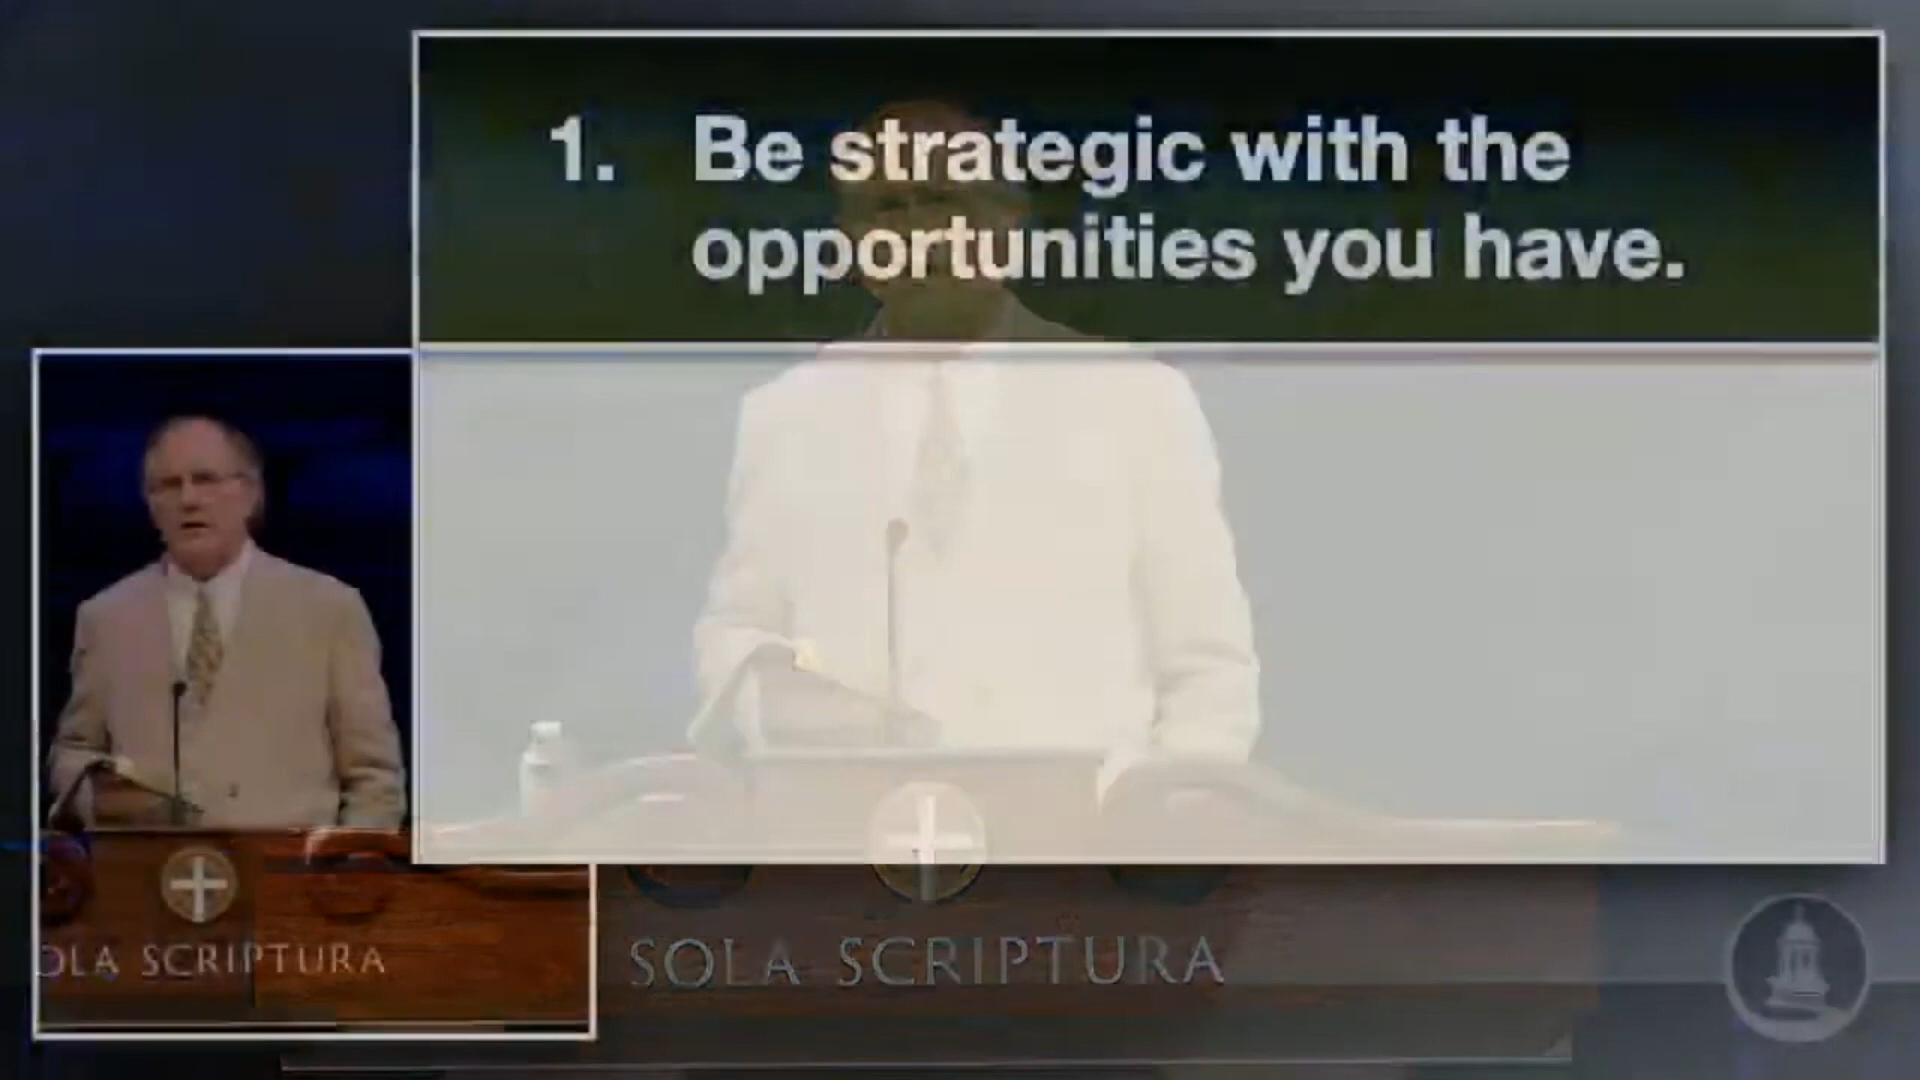 1. Be strategic with the
opportunities you have.
OLA SCRIPTURA
SOLA SCRIPTURA